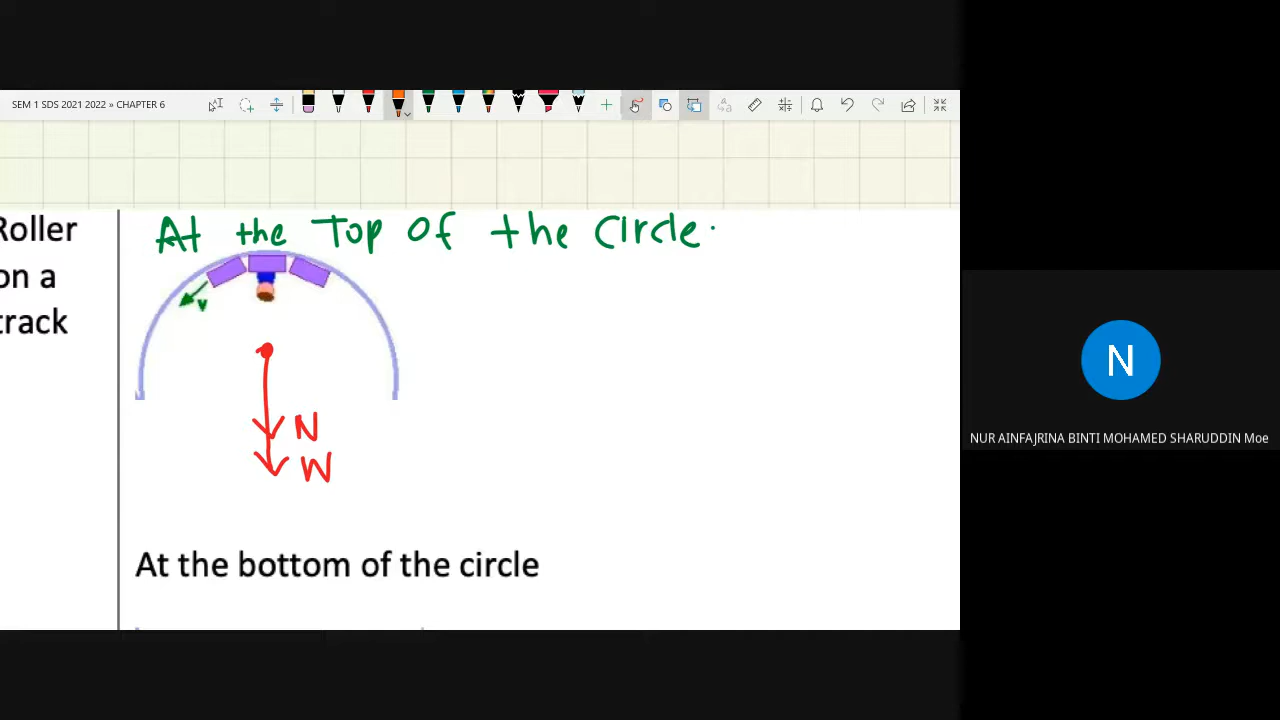 SEM 1 SDS 2021 2022 » CHAPTER 6
Roller
on a
track
At the Top Of the Circle.
v
N
W
At the bottom of the circle
N
NUR AINFAJRINA BINTI MOHAMED SHARUDDIN Moe